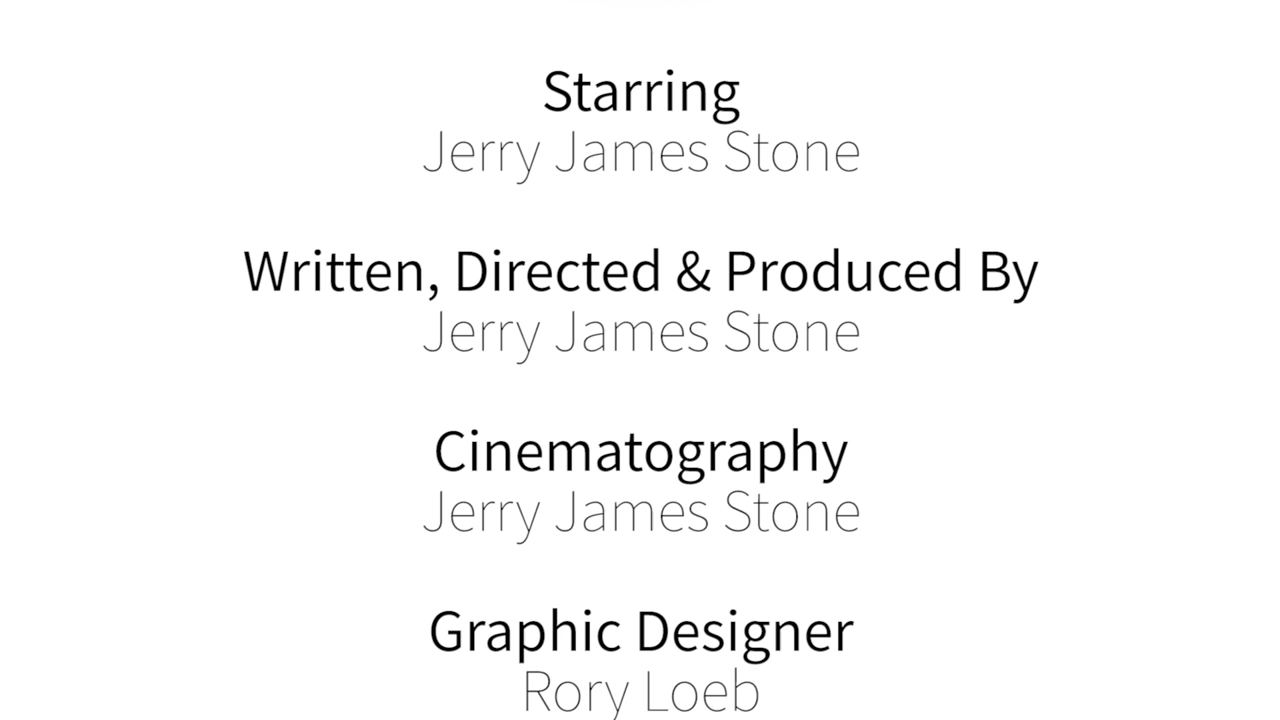 Starring
Jerry James Stone
Written, Directed & Produced By
Jerry James Stone
Cinematography
Jerry James Stone
Graphic Designer
Rory Loeb